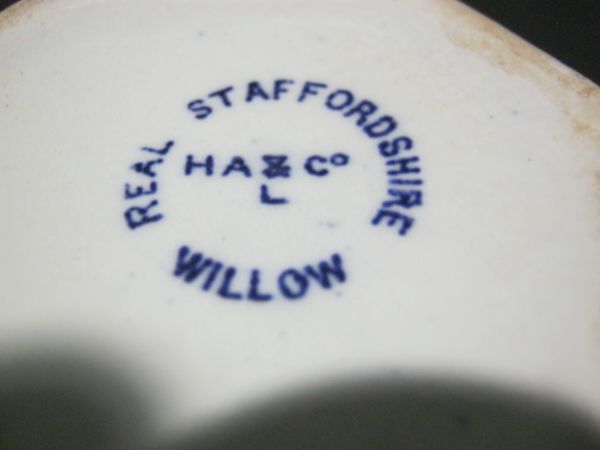 REAL STAFFORDSHIRE
HA & Co
L
WILLOW